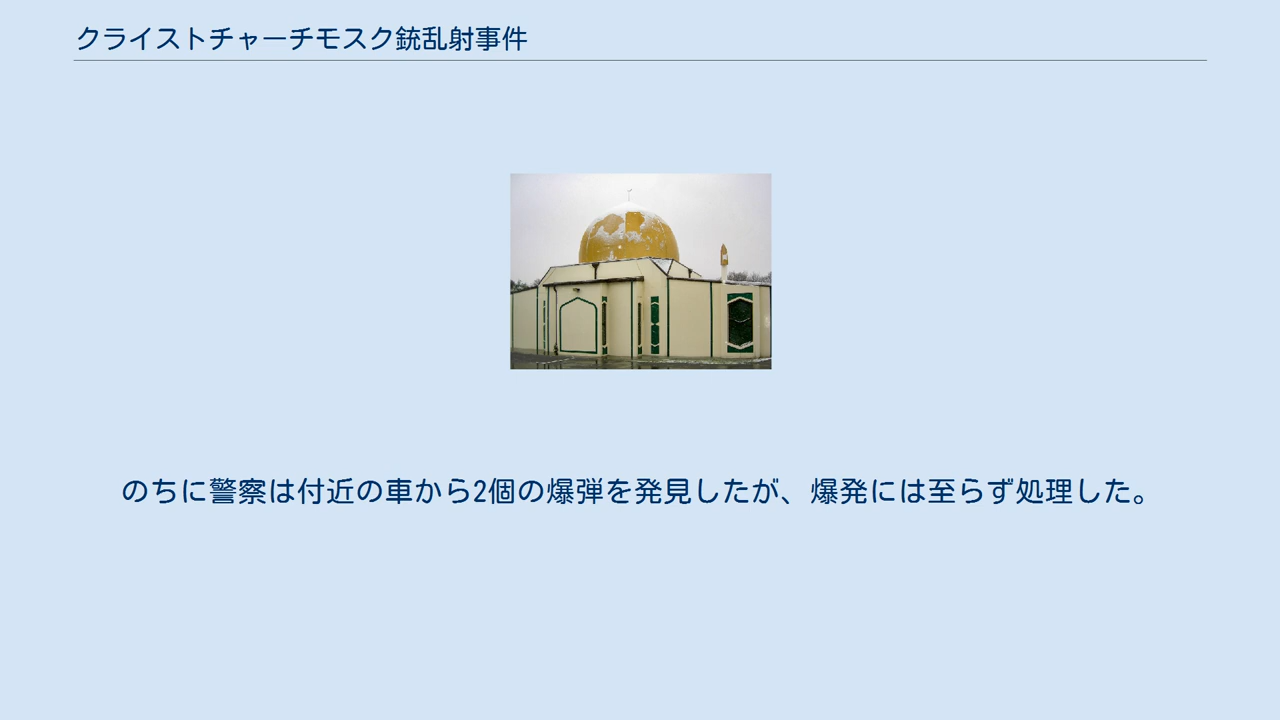 クライストチャーチモスク銃乱射事件
のちに警察は付近の車から2個の爆弾を発見したが、爆発には至らず処理した。